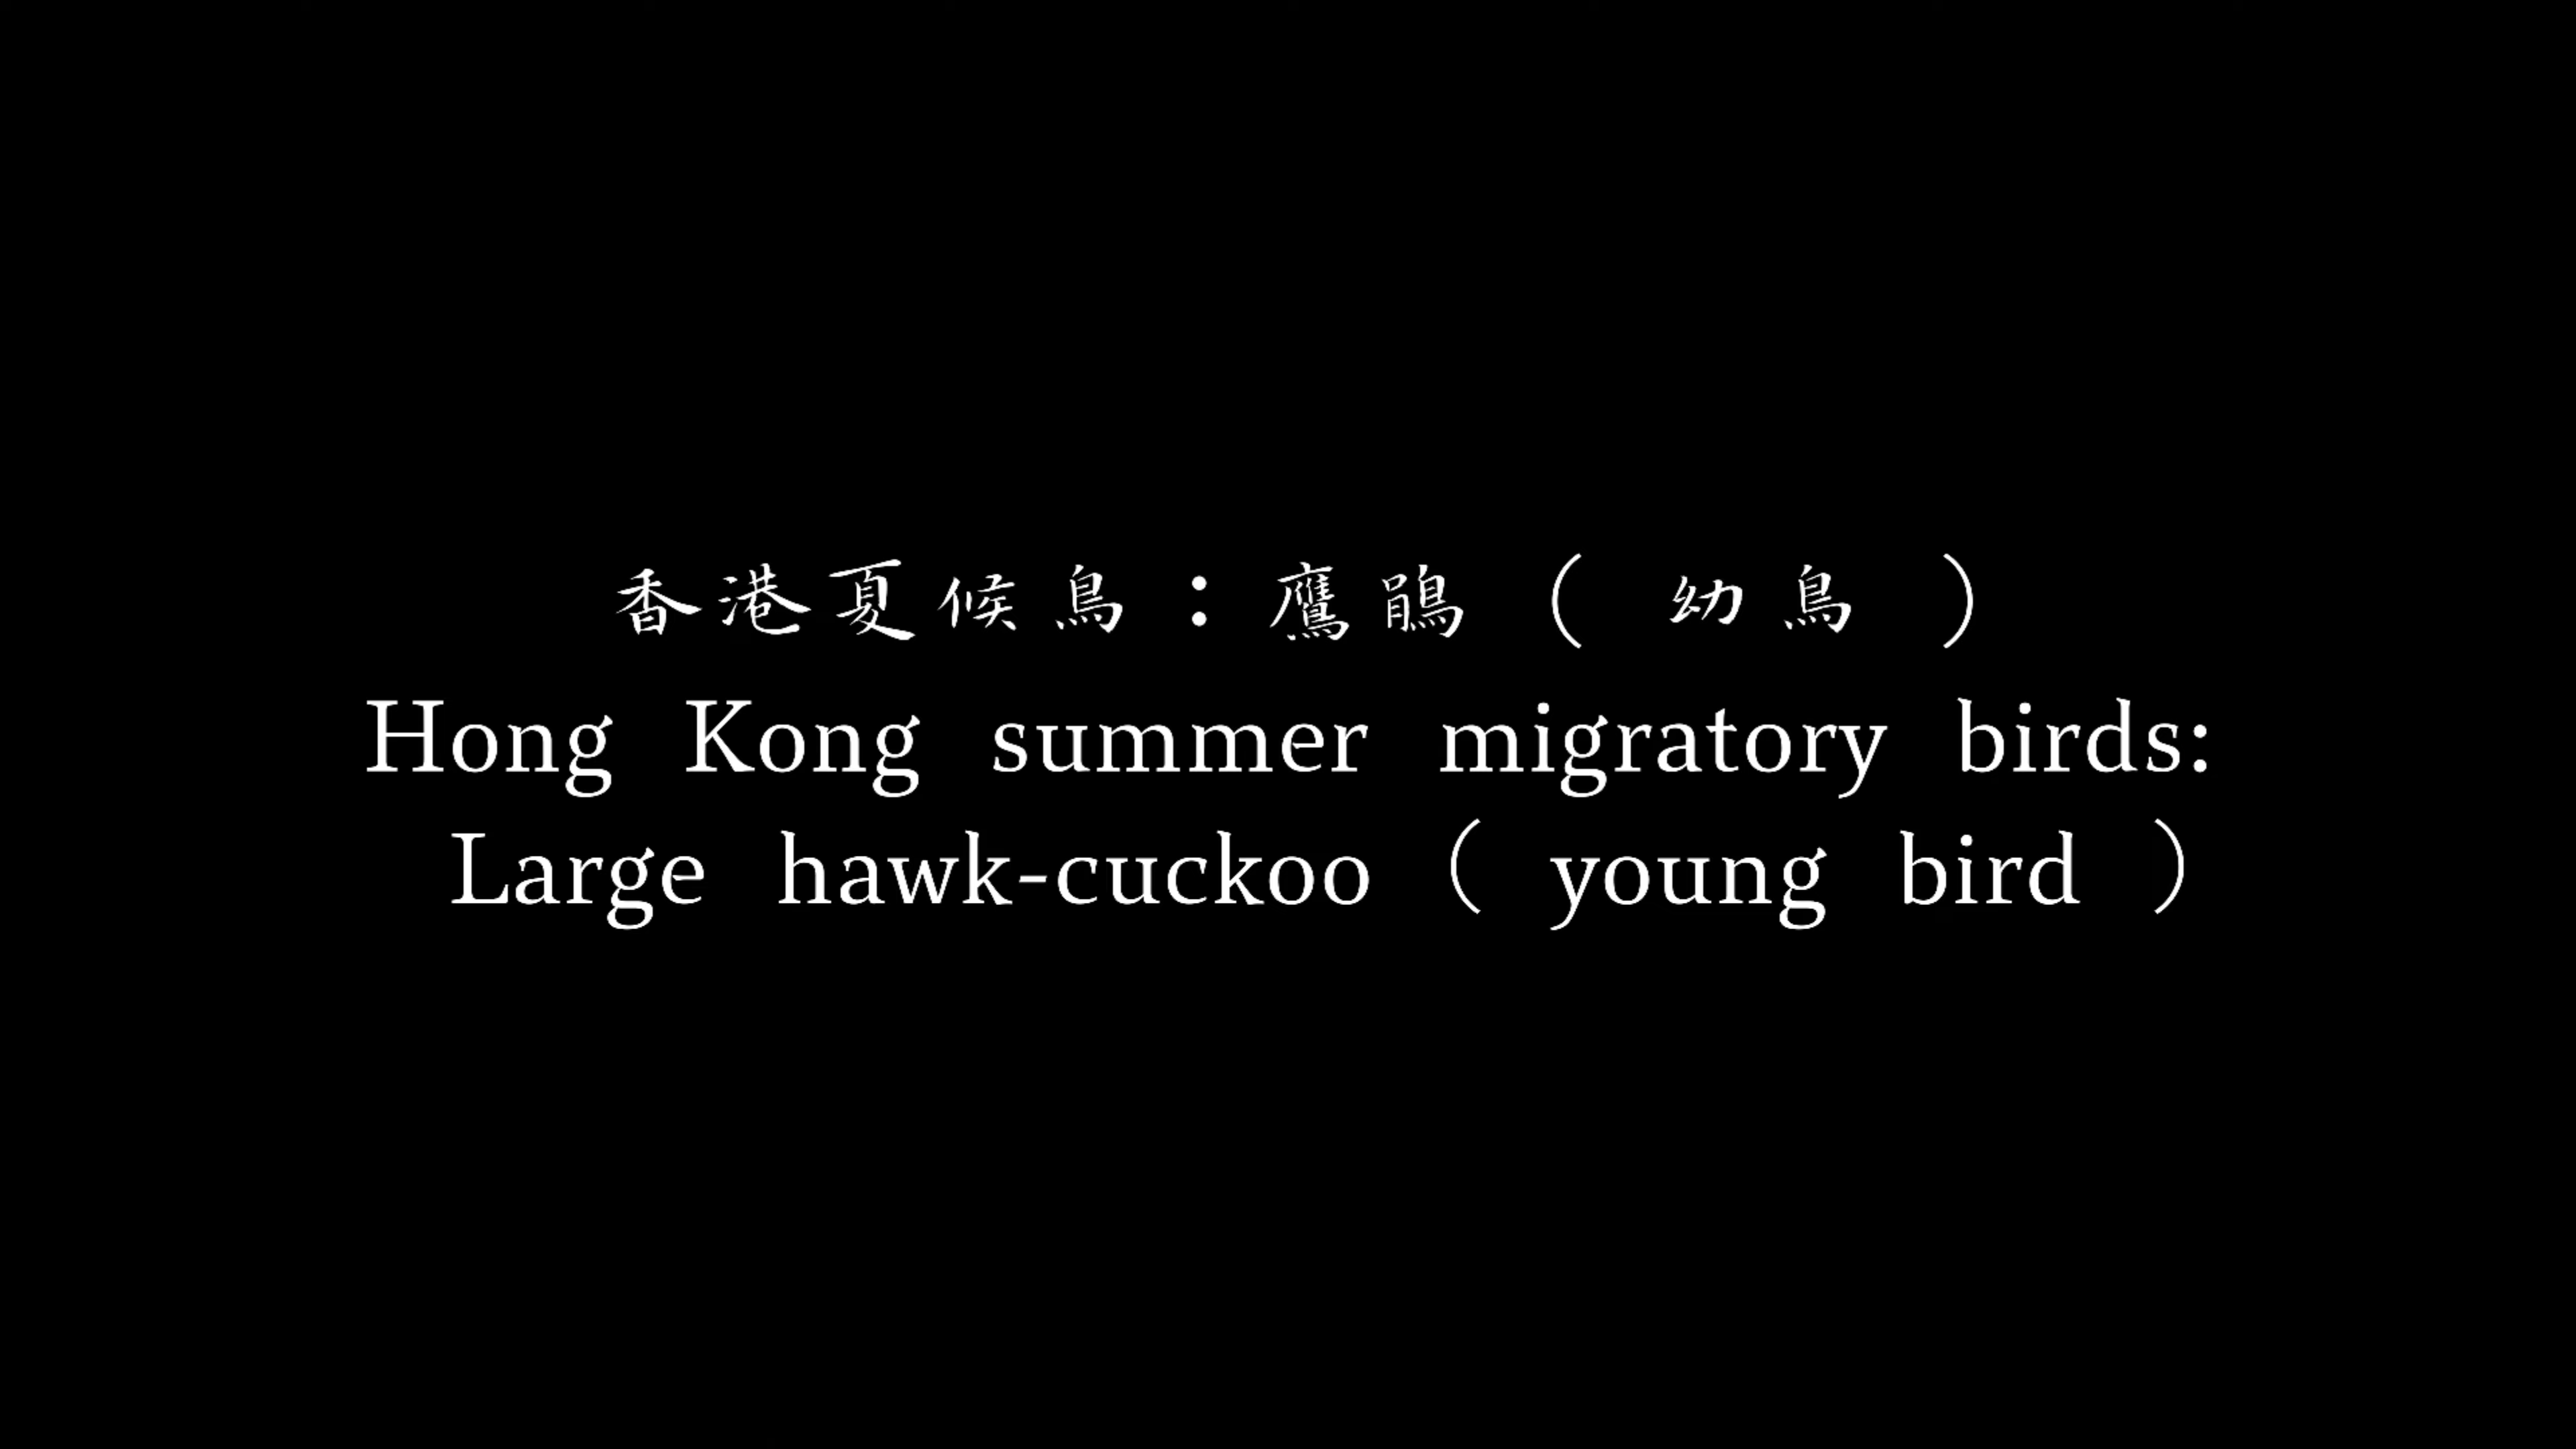 香港夏候鳥：鷹鵑（幼鳥）
Hong Kong summer migratory birds:
Large hawk-cuckoo（ young bird ）